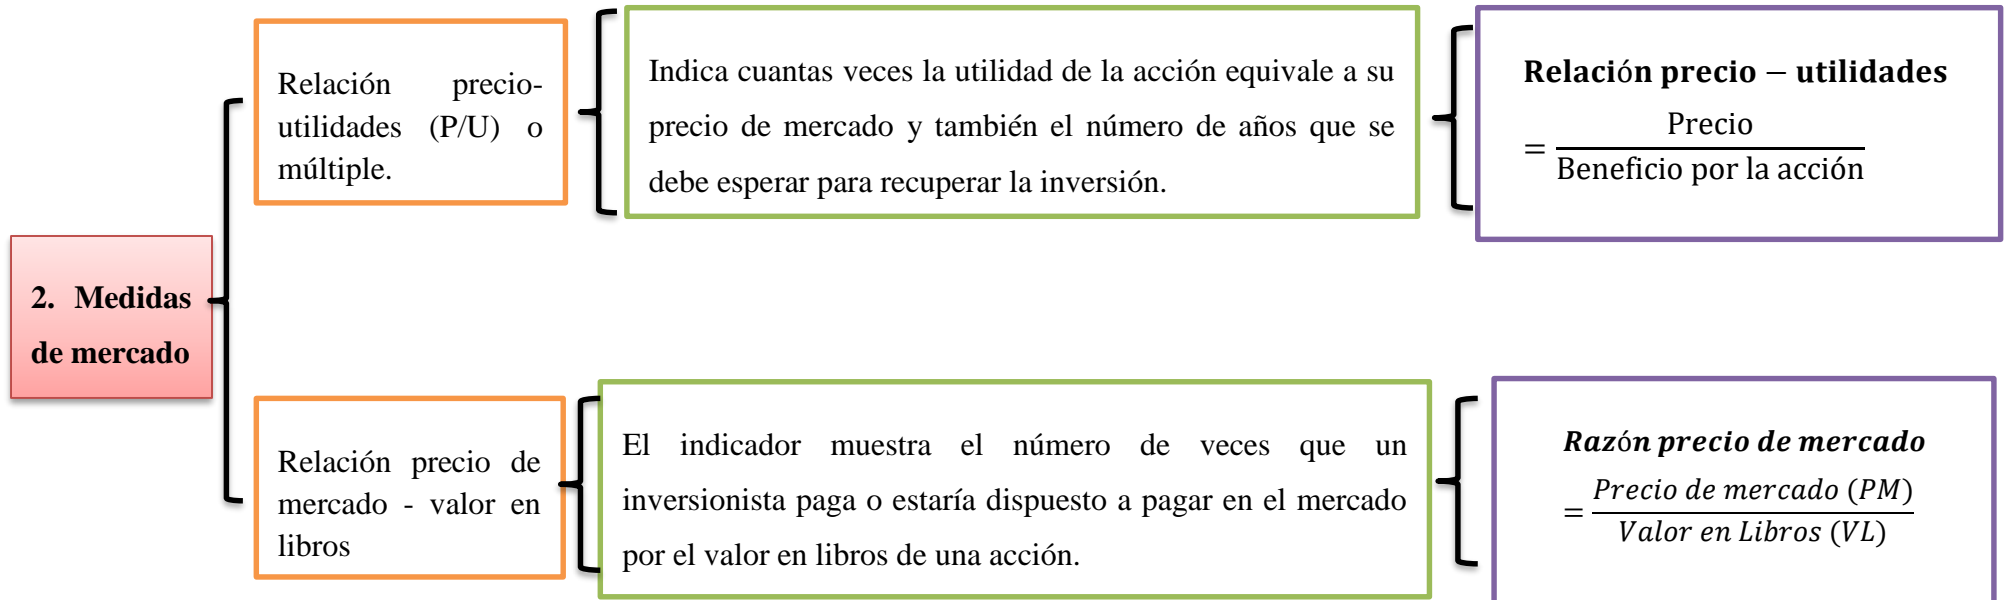 2. Medidas
de mercado
Relación precio-
utilidades (P/U) o
múltiple.
Indica cuantas veces la utilidad de la acción equivale a su
precio de mercado y también el número de años que se
debe esperar para recuperar la inversión.
Relación precio − utilidades
= Precio
Beneficio por la acción
Relación precio de
mercado - valor en
libros
El indicador muestra el número de veces que un
inversionista paga o estaría dispuesto a pagar en el mercado
por el valor en libros de una acción.
Razón precio de mercado
= Precio de mercado (PM)
Valor en Libros (VL)